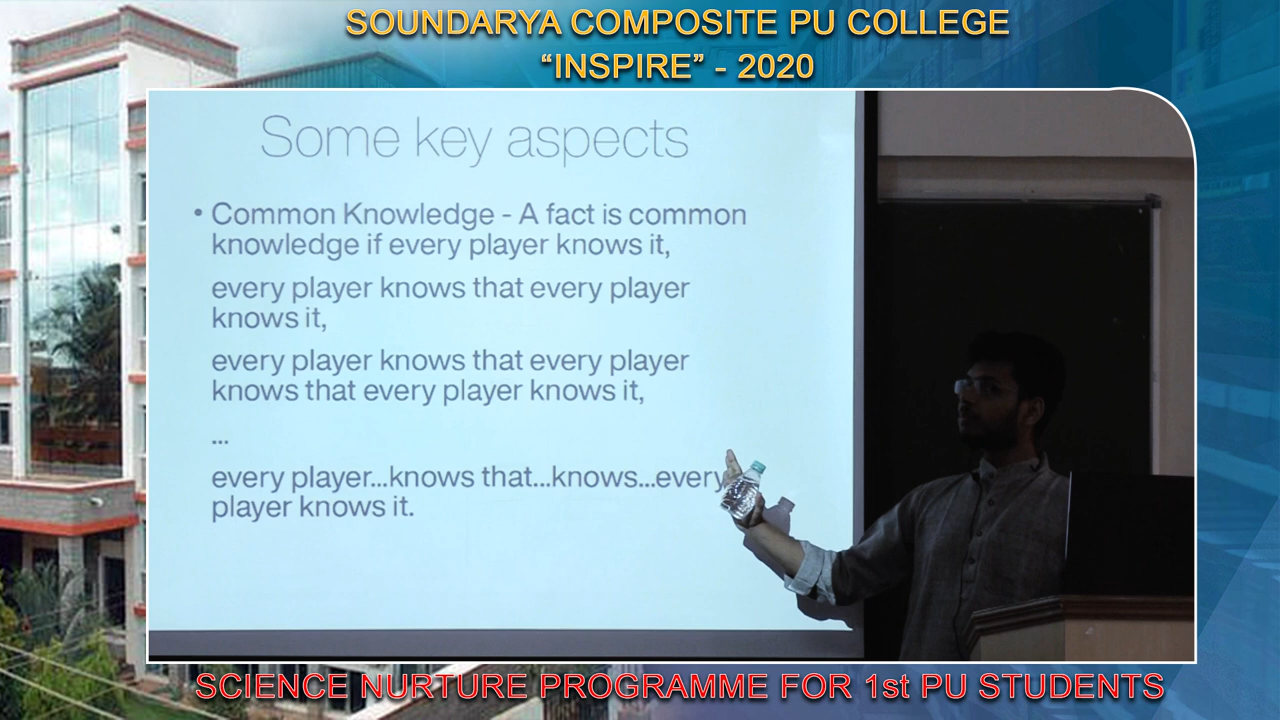 SOUNDARYA COMPOSITE PU COLLEGE
“INSPIRE” - 2020
Some key aspects
• Common Knowledge - A fact is common
knowledge if every player knows it,
every player knows that every player
knows it,
every player knows that every player
knows that every player knows it,
...
every player...knows that...knows...every
player knows it.
SCIENCE NURTURE PROGRAMME FOR 1st PU STUDENTS